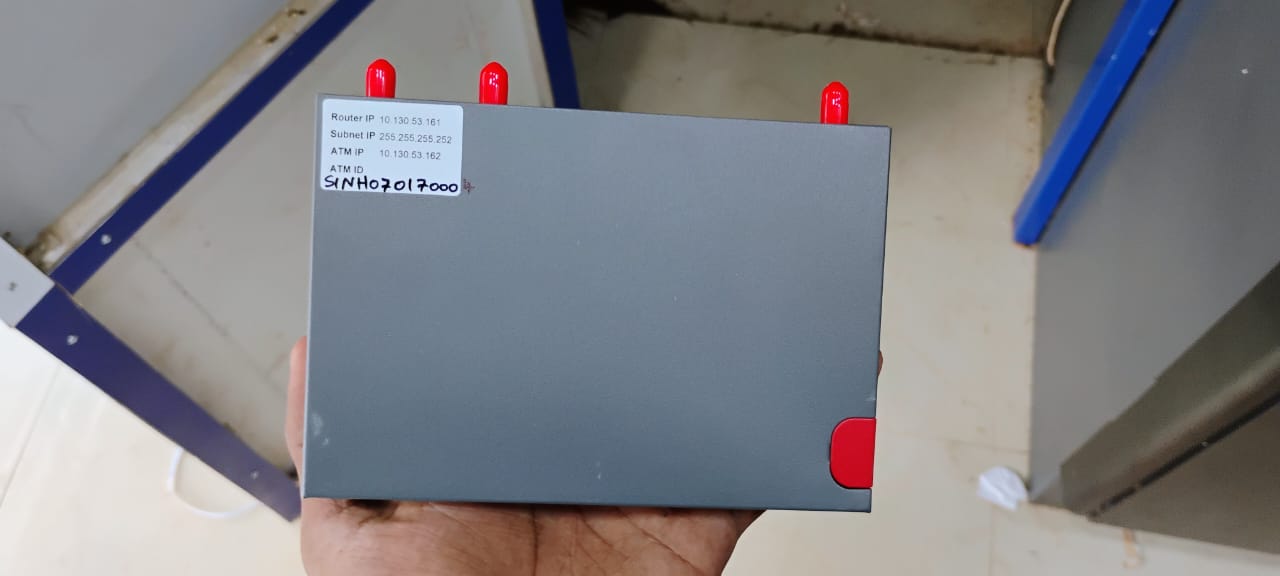 Router IP 10.130.53.161
Subnet IP 255.255.255.252
ATM IP 10.130.53.162
ATM ID
SINH07017000